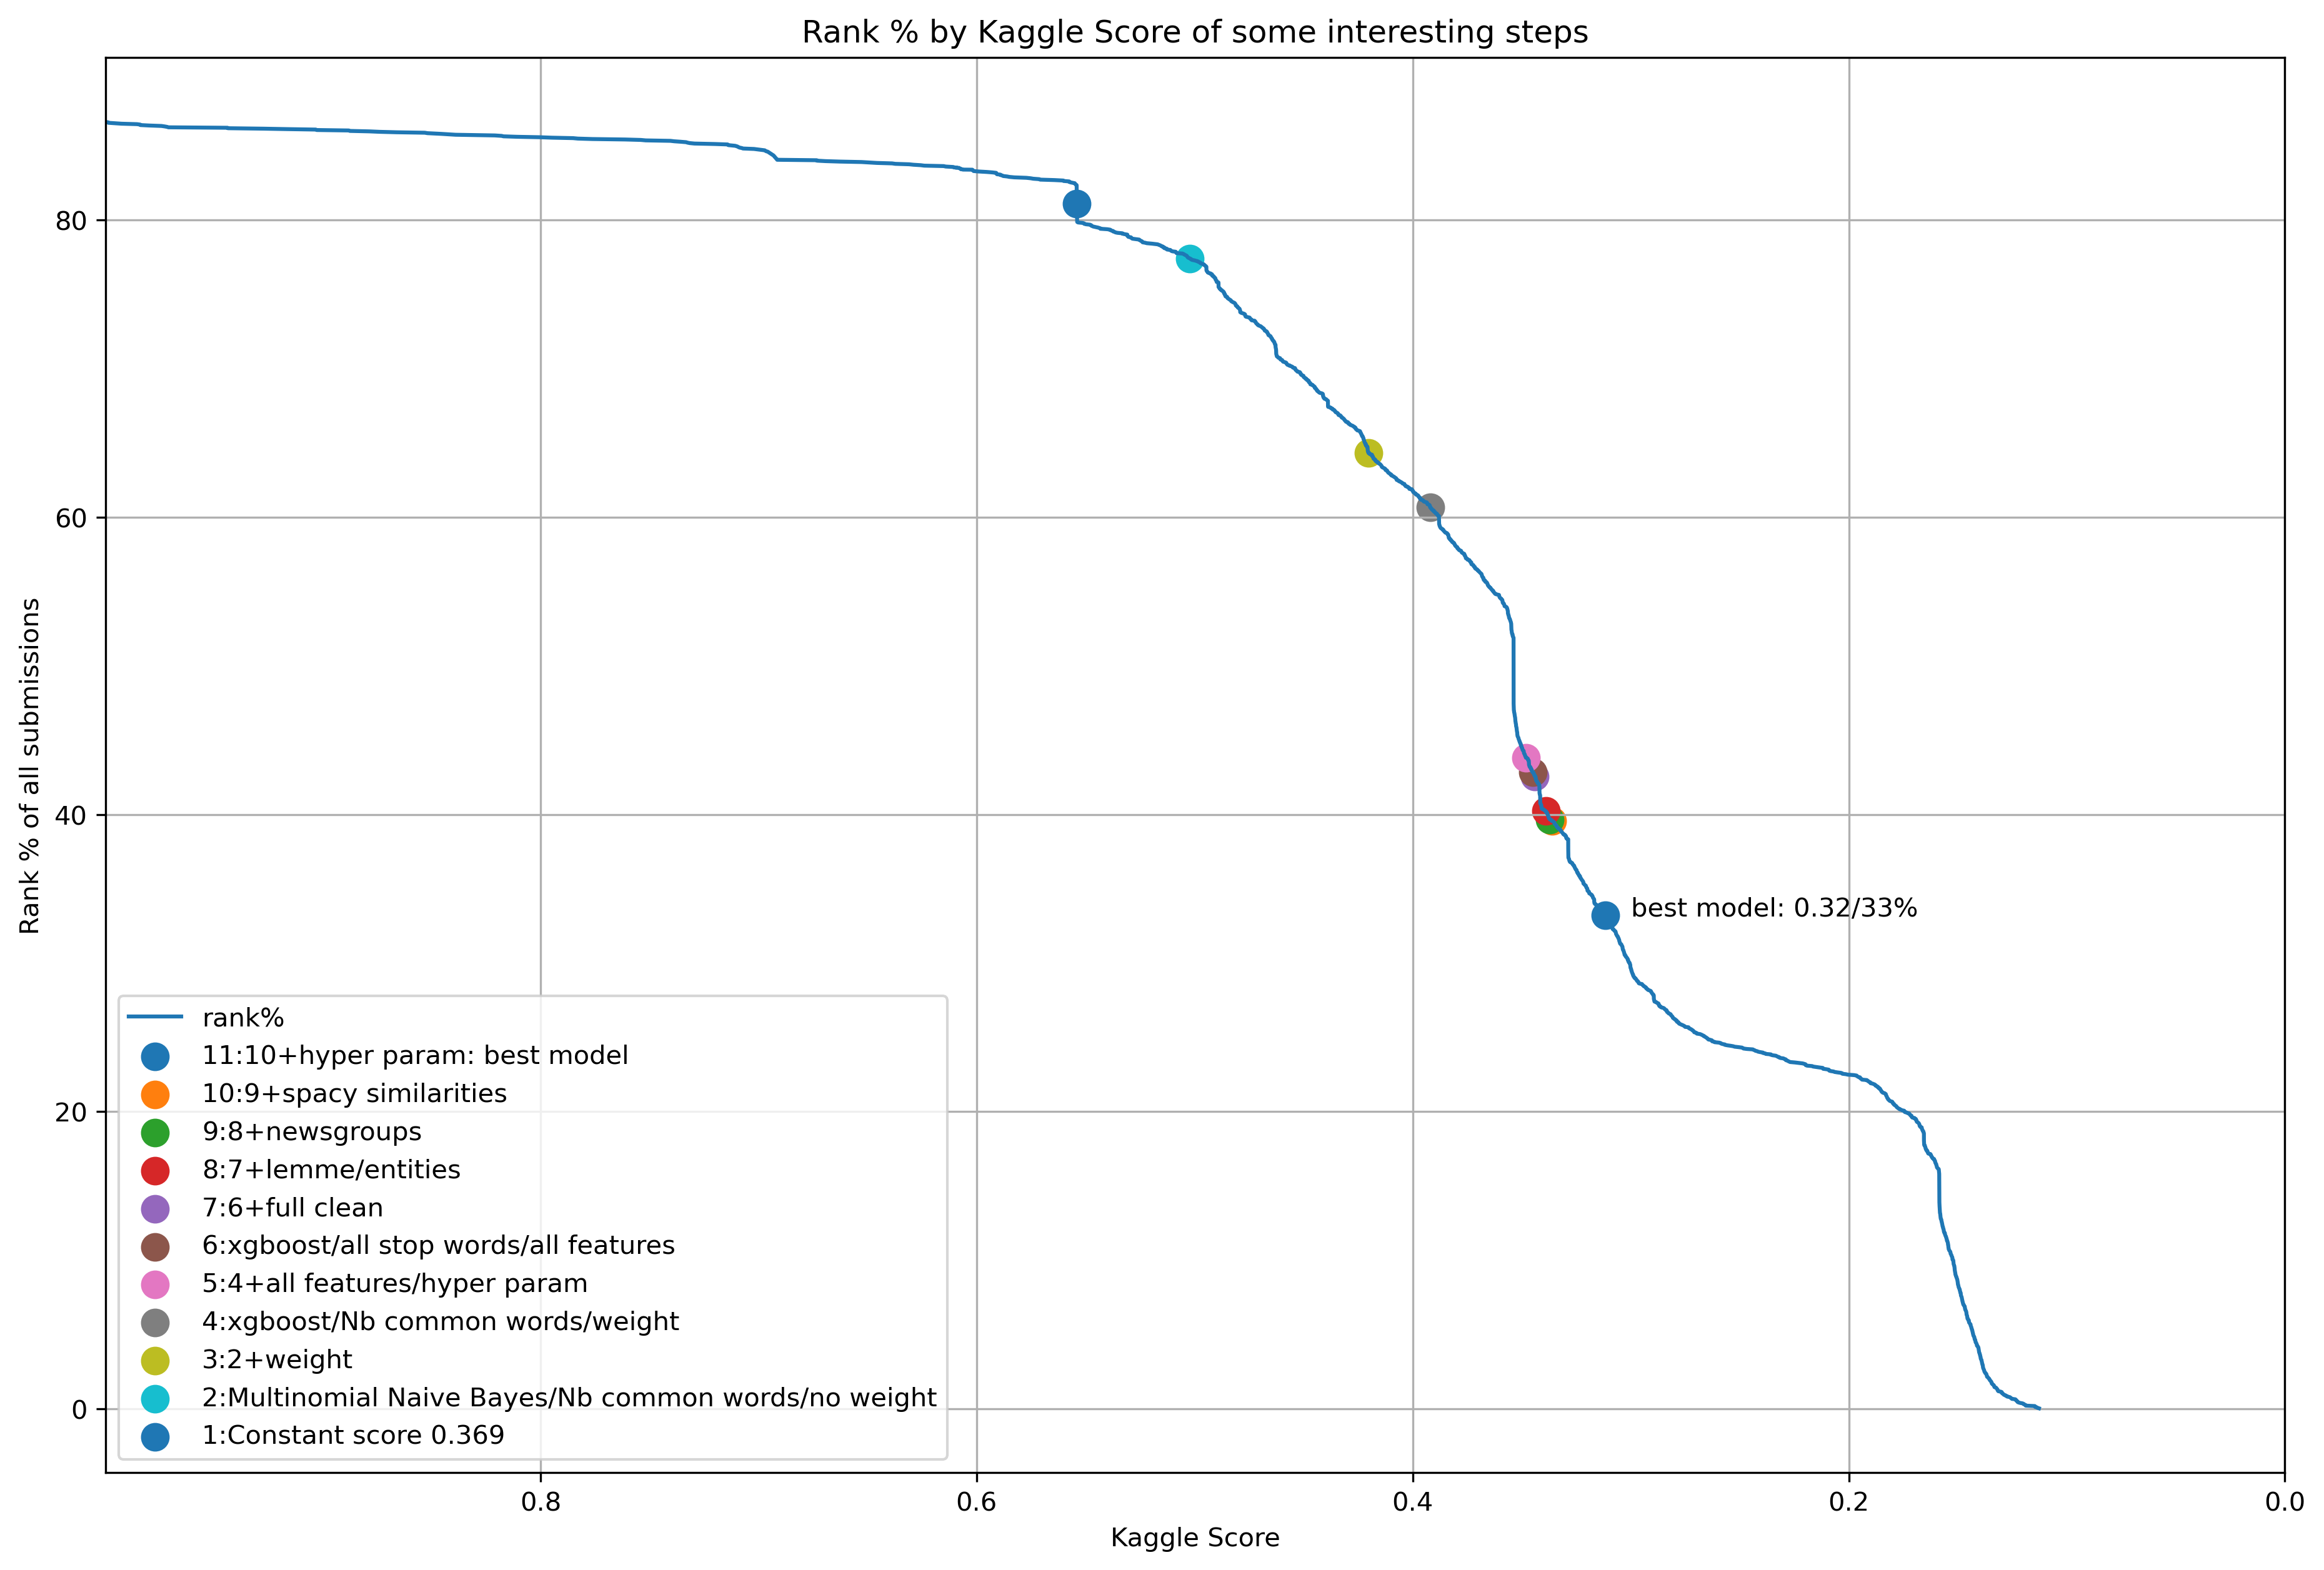 Rank % by Kaggle Score of some interesting steps
80
60
40
20
0
Rank % of all submissions
best model: 0.32/33%
rank%
11:10+hyper param: best model
10:9+spacy similarities
9:8+newsgroups
8:7+lemme/entities
7:6+full clean
6:xgboost/all stop words/all features
5:4+all features/hyper param
4:xgboost/Nb common words/weight
3:2+weight
2:Multinomial Naive Bayes/Nb common words/no weight
1:Constant score 0.369
0.8 0.6 0.4 0.2 0.0
Kaggle Score